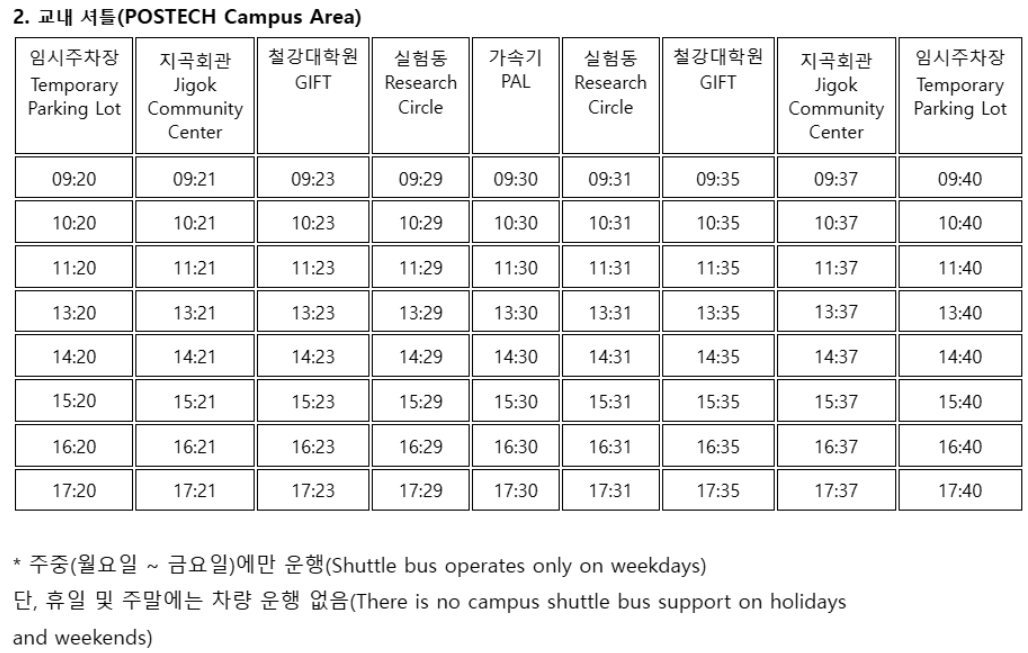 2. 교내 셔틀(POSTECH Campus Area)
임시주차장 Temporary Parking Lot | 지곡회관 Jigok Community Center | 철강대학원 GIFT | 실험동 Research Circle | 가속기 PAL | 실험동 Research Circle | 철강대학원 GIFT | 지곡회관 Jigok Community Center | 임시주차장 Temporary Parking Lot
09:20 | 09:21 | 09:23 | 09:29 | 09:30 | 09:31 | 09:35 | 09:37 | 09:40
10:20 | 10:21 | 10:23 | 10:29 | 10:30 | 10:31 | 10:35 | 10:37 | 10:40
11:20 | 11:21 | 11:23 | 11:29 | 11:30 | 11:31 | 11:35 | 11:37 | 11:40
13:20 | 13:21 | 13:23 | 13:29 | 13:30 | 13:31 | 13:35 | 13:37 | 13:40
14:20 | 14:21 | 14:23 | 14:29 | 14:30 | 14:31 | 14:35 | 14:37 | 14:40
15:20 | 15:21 | 15:23 | 15:29 | 15:30 | 15:31 | 15:35 | 15:37 | 15:40
16:20 | 16:21 | 16:23 | 16:29 | 16:30 | 16:31 | 16:35 | 16:37 | 16:40
17:20 | 17:21 | 17:23 | 17:29 | 17:30 | 17:31 | 17:35 | 17:37 | 17:40
* 주중(월요일 ~ 금요일)에만 운행(Shuttle bus operates only on weekdays)
단, 휴일 및 주말에는 차량 운행 없음(There is no campus shuttle bus support on holidays
and weekends)